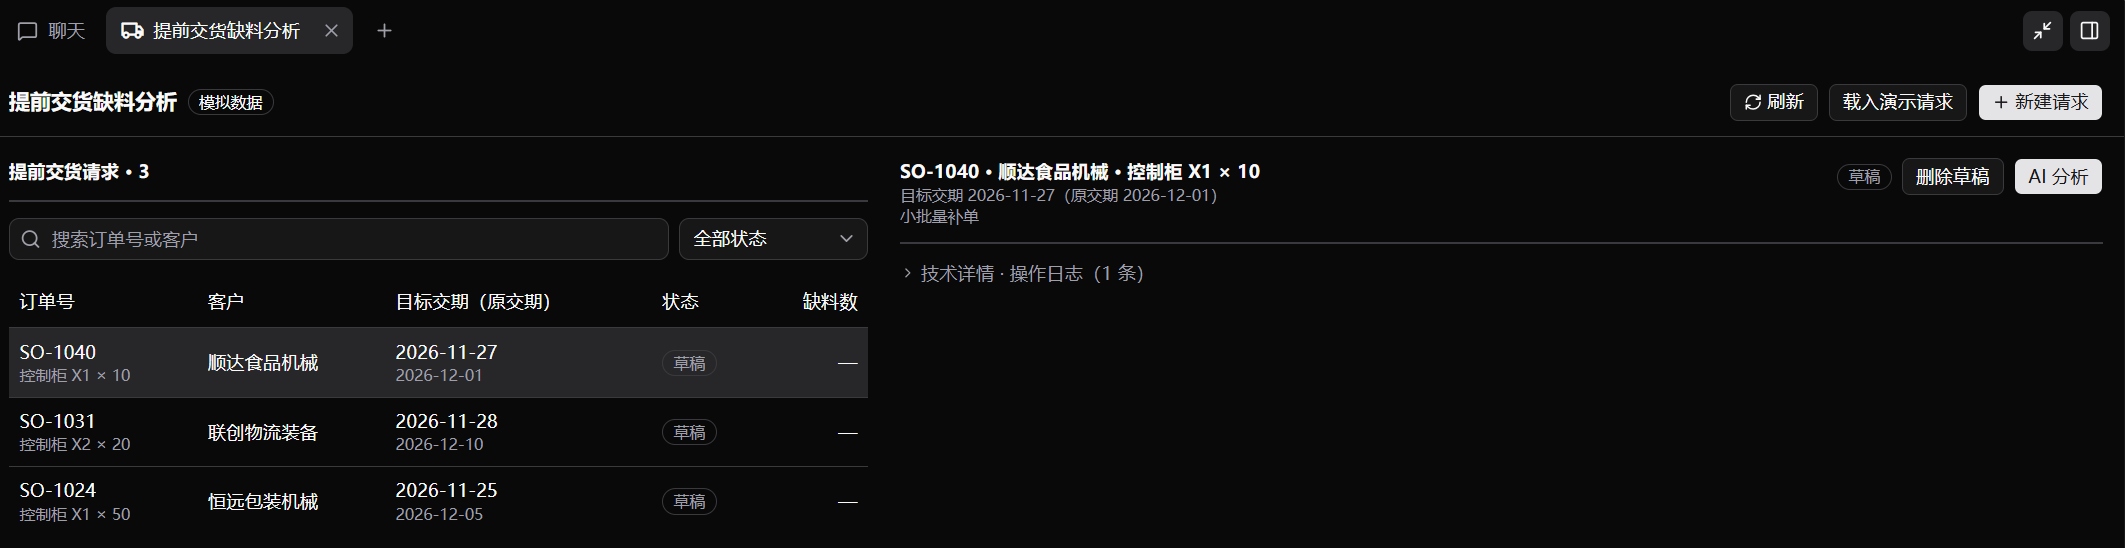 聊天
提前交货缺料分析
提前交货缺料分析 模拟数据
刷新 载入演示请求 + 新建请求
提前交货请求 • 3
搜索订单号或客户 全部状态
订单号 客户 目标交期（原交期） 状态 缺料数
SO-1040 顺达食品机械 2026-11-27 草稿 —
控制柜 X1 × 10 2026-12-01
SO-1031 联创物流装备 2026-11-28 草稿 —
控制柜 X2 × 20 2026-12-10
SO-1024 恒远包装机械 2026-11-25 草稿 —
控制柜 X1 × 50 2026-12-05
SO-1040 • 顺达食品机械 • 控制柜 X1 × 10 草稿 删除草稿 AI 分析
目标交期 2026-11-27（原交期 2026-12-01）
小批量补单
技术详情 · 操作日志（1 条）